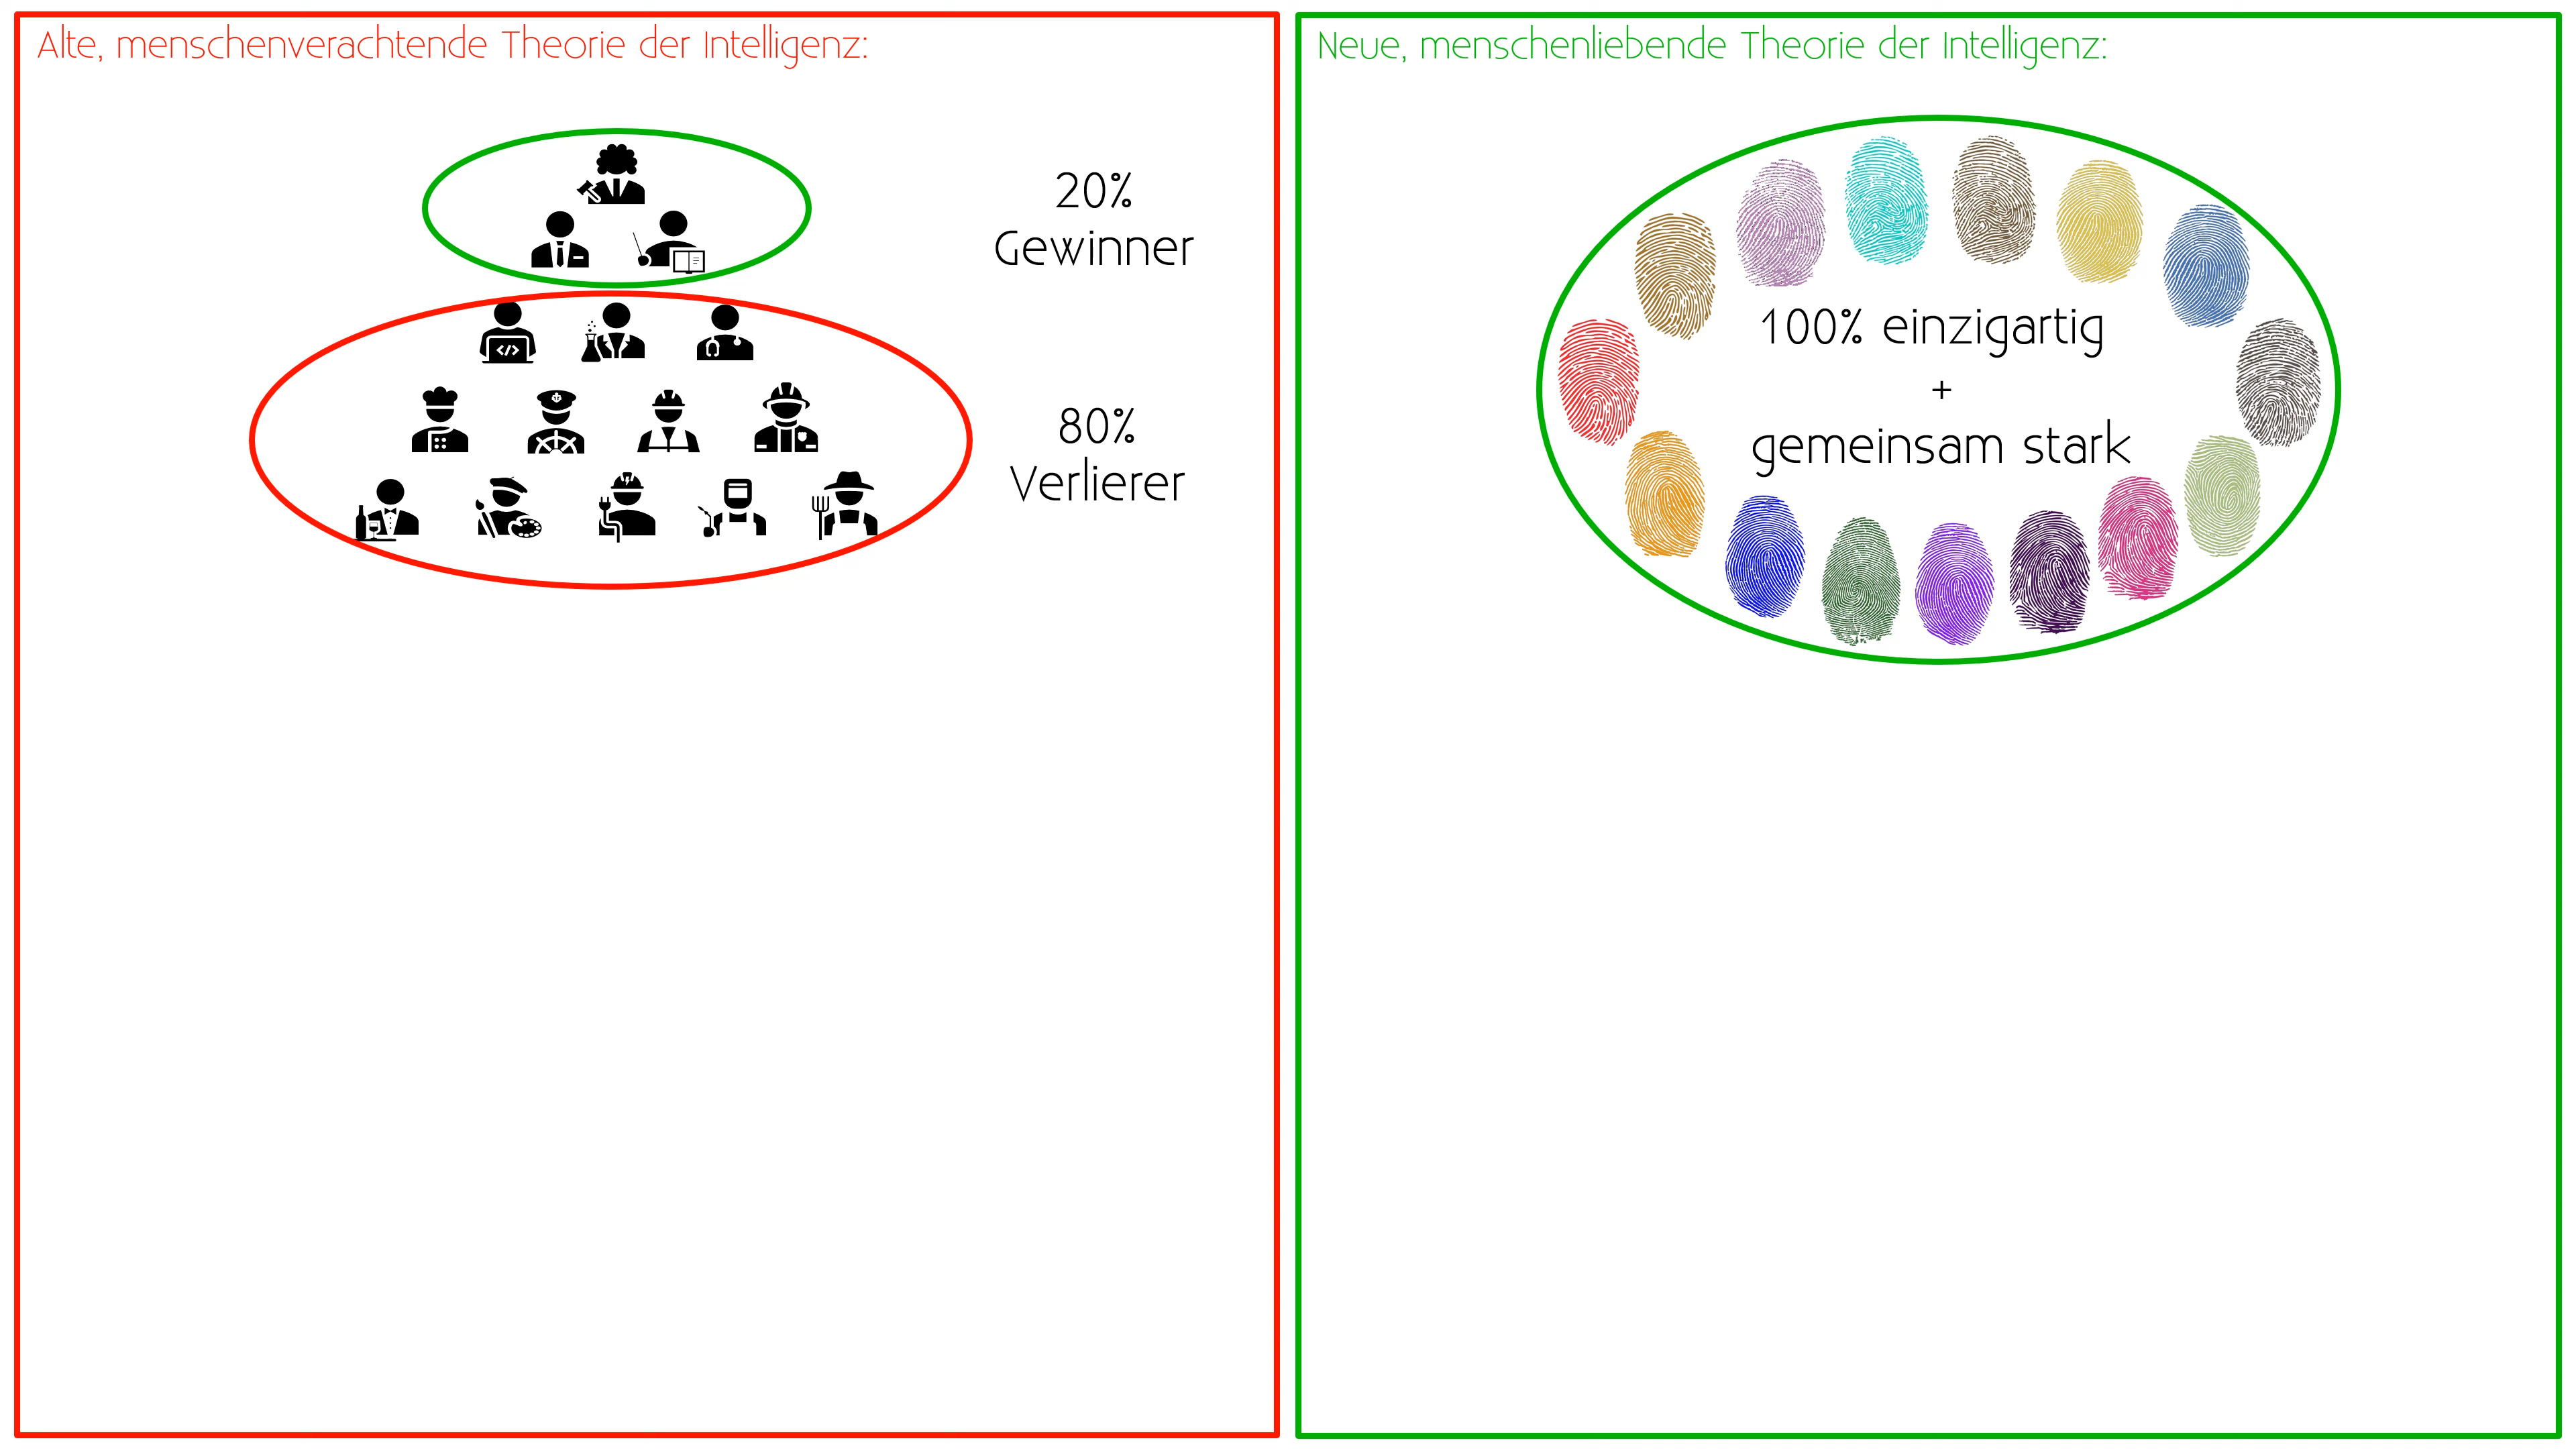 Alte, menschenverachtende Theorie der Intelligenz:
20%
Gewinner
80%
Verlierer
Neue, menschenliebende Theorie der Intelligenz:
100% einzigartig
+
gemeinsam stark